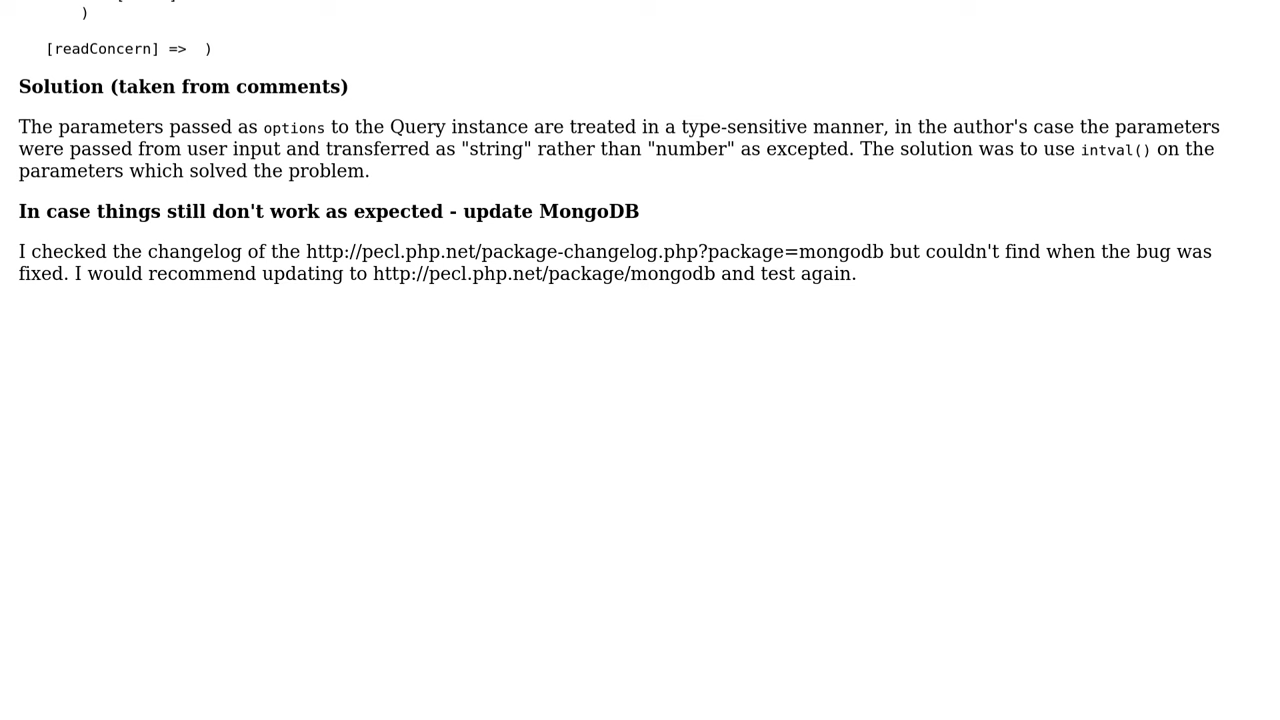 )
[readConcern] =>  )
Solution (taken from comments)
The parameters passed as options to the Query instance are treated in a type-sensitive manner, in the author's case the parameters
were passed from user input and transferred as "string" rather than "number" as excepted. The solution was to use intval() on the
parameters which solved the problem.
In case things still don't work as expected - update MongoDB
I checked the changelog of the http://pecl.php.net/package-changelog.php?package=mongodb but couldn't find when the bug was
fixed. I would recommend updating to http://pecl.php.net/package/mongodb and test again.